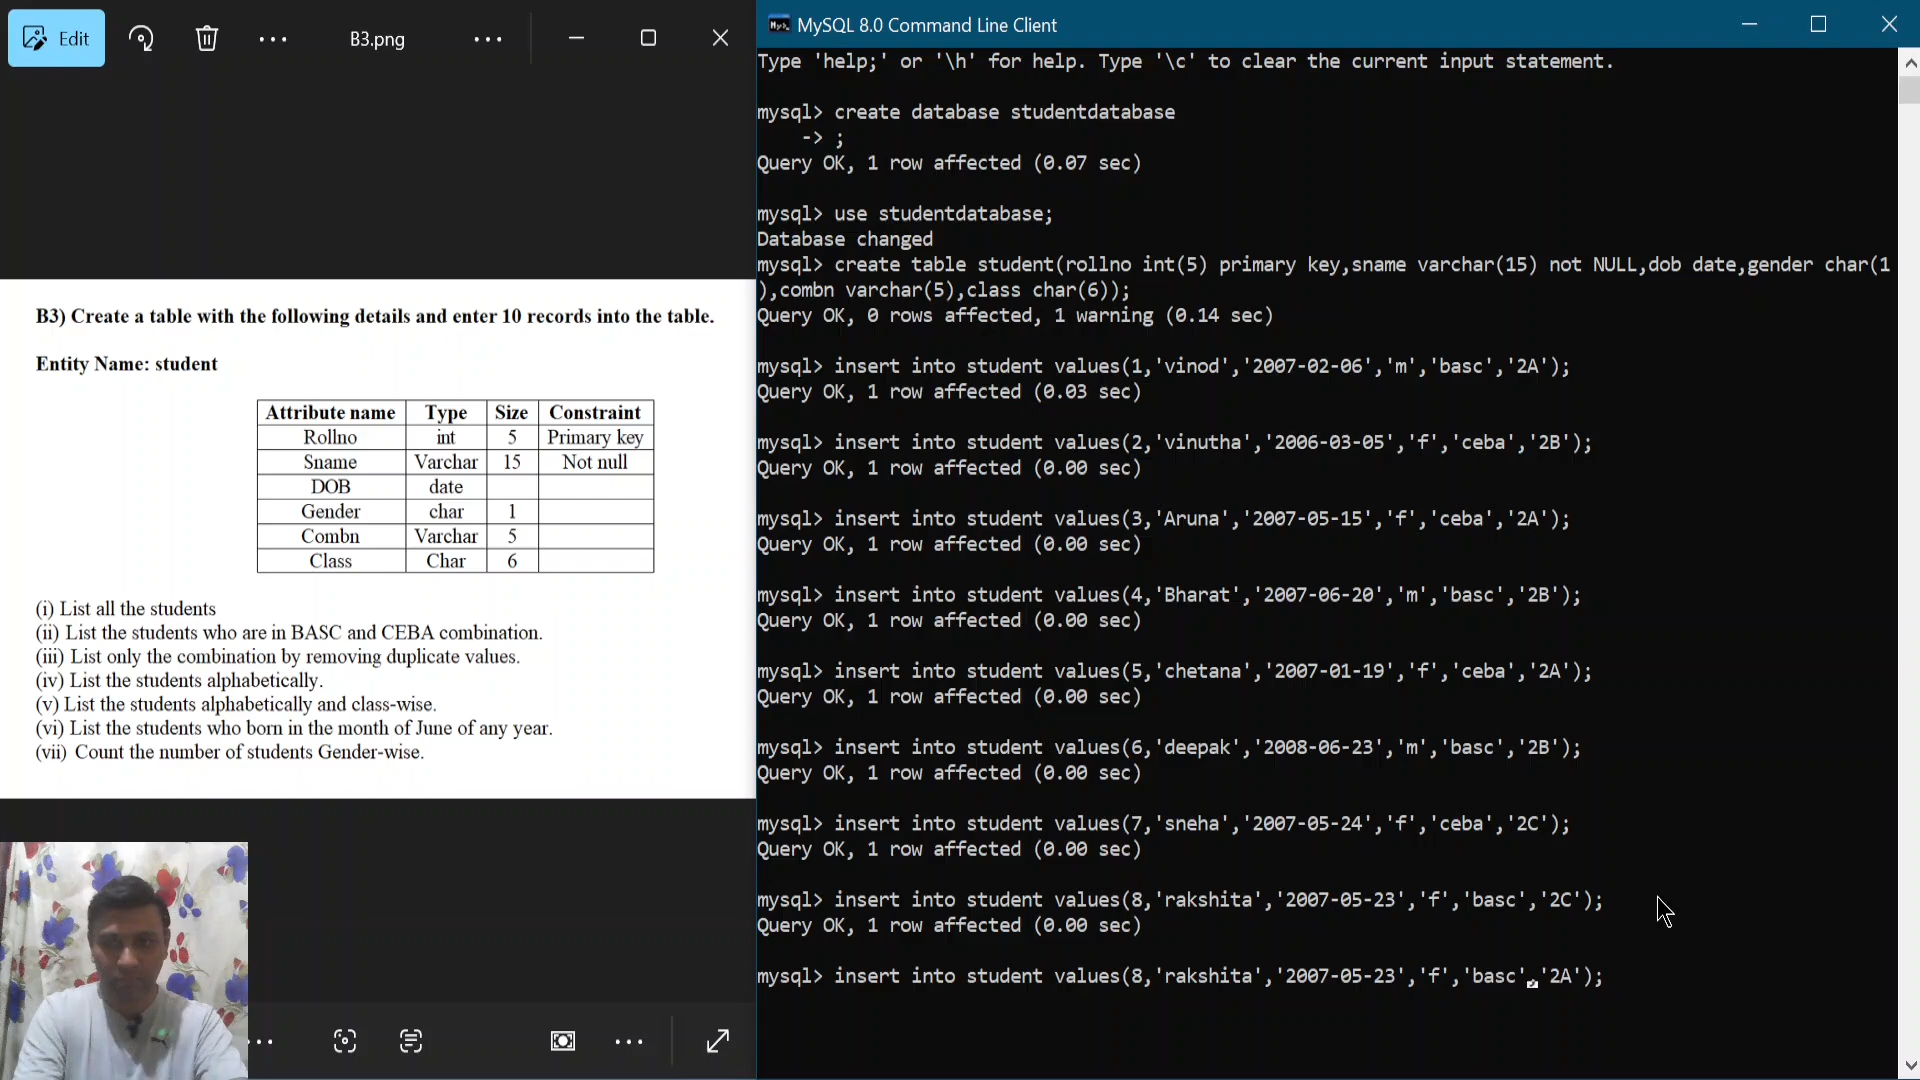 Edit
B3.png
B3) Create a table with the following details and enter 10 records into the table.
Entity Name: student
Attribute name Type Size Constraint
Rollno int 5 Primary key
Sname Varchar 15 Not null
DOB date
Gender char 1
Combn Varchar 5
Class Char 6
(i) List all the students
(ii) List the students who are in BASC and CEBA combination.
(iii) List only the combination by removing duplicate values.
(iv) List the students alphabetically.
(v) List the students alphabetically and class-wise.
(vi) List the students who born in the month of June of any year.
(vii) Count the number of students Gender-wise.
MySQL 8.0 Command Line Client
Type 'help;' or '\h' for help. Type '\c' to clear the current input statement.
mysql> create database studentdatabase
-> ;
Query OK, 1 row affected (0.07 sec)
mysql> use studentdatabase;
Database changed
mysql> create table student(rollno int(5) primary key,sname varchar(15) not NULL,dob date,gender char(1
),combn varchar(5),class char(6));
Query OK, 0 rows affected, 1 warning (0.14 sec)
mysql> insert into student values(1,'vinod','2007-02-06','m','basc','2A');
Query OK, 1 row affected (0.03 sec)
mysql> insert into student values(2,'vinutha','2006-03-05','f','ceba','2B');
Query OK, 1 row affected (0.00 sec)
mysql> insert into student values(3,'Aruna','2007-05-15','f','ceba','2A');
Query OK, 1 row affected (0.00 sec)
mysql> insert into student values(4,'Bharat','2007-06-20','m','basc','2B');
Query OK, 1 row affected (0.00 sec)
mysql> insert into student values(5,'chetana','2007-01-19','f','ceba','2A');
Query OK, 1 row affected (0.00 sec)
mysql> insert into student values(6,'deepak','2008-06-23','m','basc','2B');
Query OK, 1 row affected (0.00 sec)
mysql> insert into student values(7,'sneha','2007-05-24','f','ceba','2C');
Query OK, 1 row affected (0.00 sec)
mysql> insert into student values(8,'rakshita','2007-05-23','f','basc','2C');
Query OK, 1 row affected (0.00 sec)
mysql> insert into student values(8,'rakshita','2007-05-23','f','basc','2A');